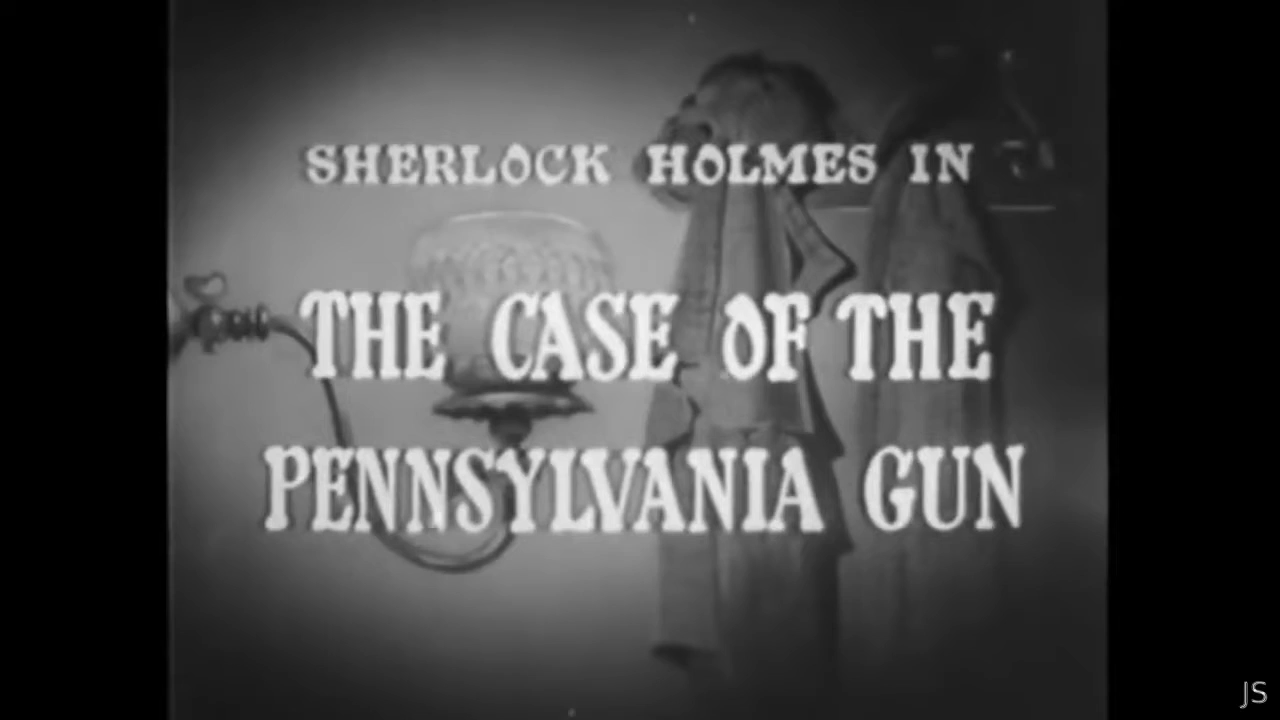 SHERLOCK HOLMES IN
THE CASE OF THE
PENNSYLVANIA GUN
JS